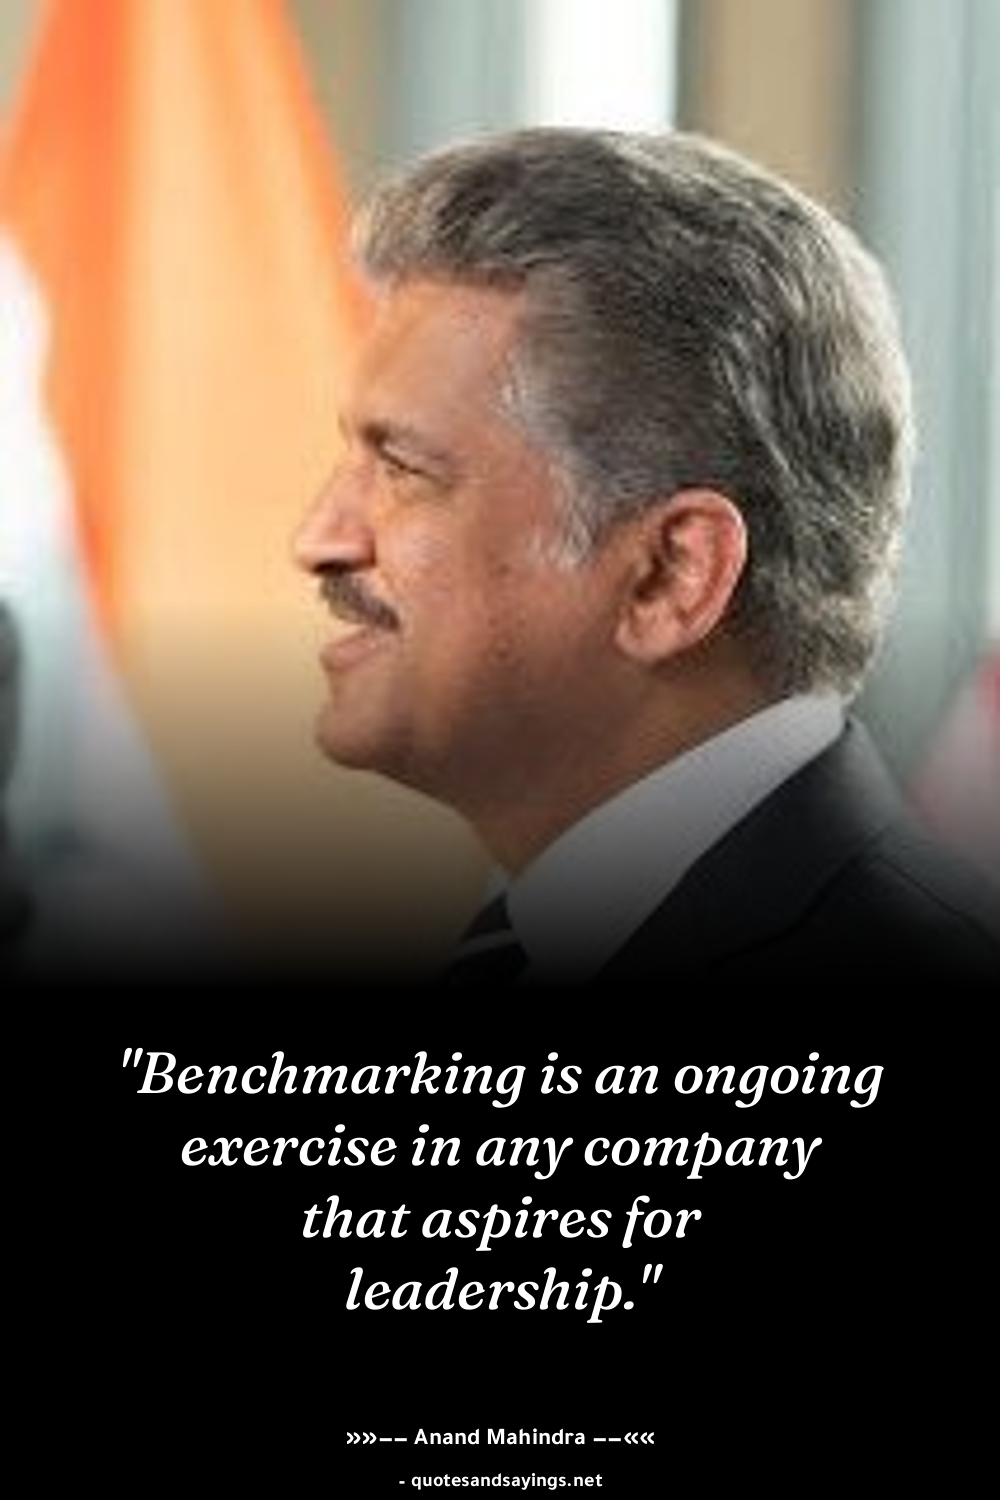 "Benchmarking is an ongoing
exercise in any company
that aspires for
leadership."
»»–– Anand Mahindra ––««
- quotesandsayings.net